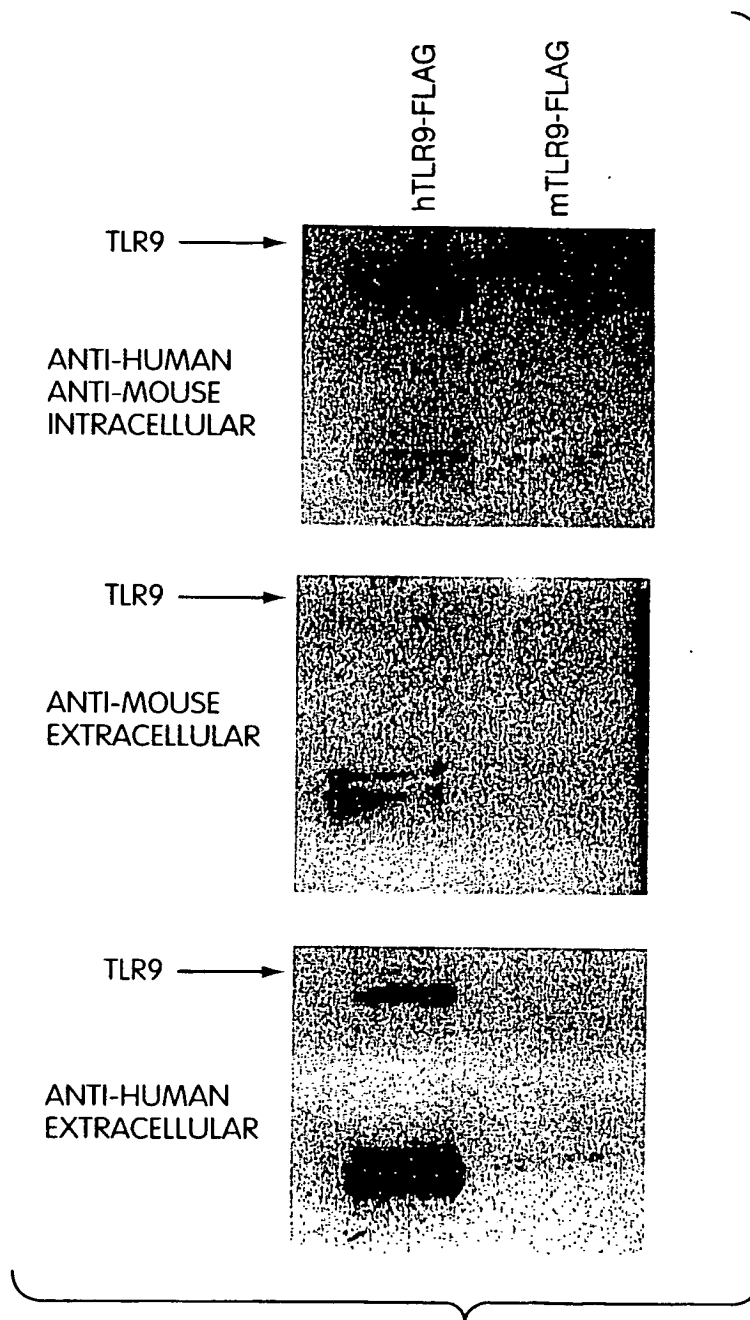 hTLR9-FLAG
mTLR9-FLAG
TLR9
ANTI-HUMAN
ANTI-MOUSE
INTRACELLULAR
TLR9
ANTI-MOUSE
EXTRACELLULAR
TLR9
ANTI-HUMAN
EXTRACELLULAR